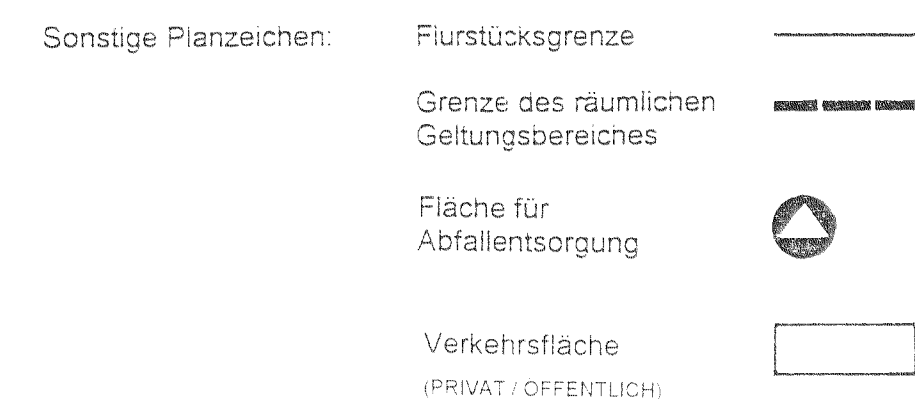 Sonstige Planzeichen:
Flurstücksgrenze
Grenze des räumlichen
Geltungsbereiches
Fläche für
Abfallentsorgung
Verkehrsfläche
(PRIVAT / OFFENTLICH)